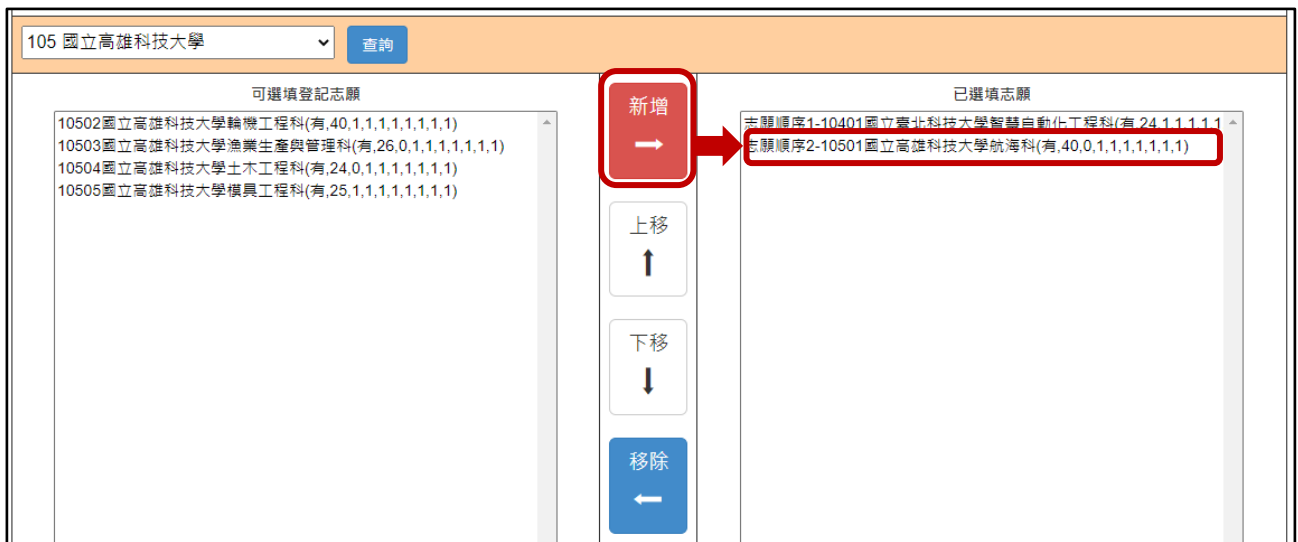 105 國立高雄科技大學
查詢
可選填登記志願
10502國立高雄科技大學輪機工程科(有,40,1,1,1,1,1,1,1,1)
10503國立高雄科技大學漁業生產與管理科(有,26,0,1,1,1,1,1,1,1)
10504國立高雄科技大學土木工程科(有,24,0,1,1,1,1,1,1,1)
10505國立高雄科技大學模具工程科(有,25,1,1,1,1,1,1,1,1)
新增
上移
下移
移除
已選填志願
志願順序1-10401國立臺北科技大學智慧自動化工程科(有,24,1,1,1,1,1
志願順序2-10501國立高雄科技大學航海科(有,40,0,1,1,1,1,1,1,1)